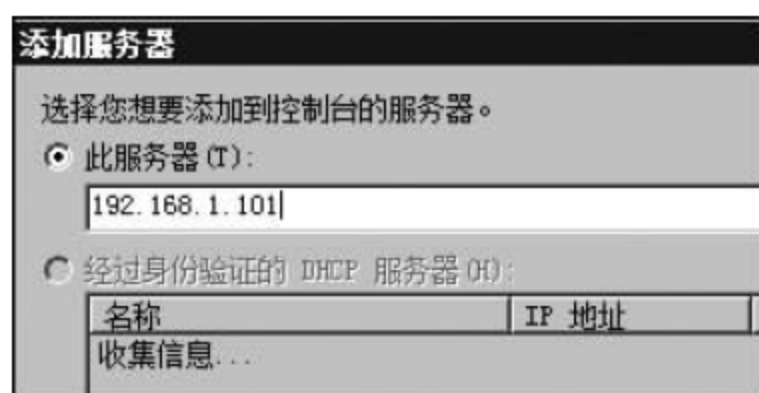 添加服务器
选择您想要添加到控制台的服务器。
此服务器(T):
192.168.1.101
经过身份验证的 DHCP 服务器(H):
名称 IP 地址
收集信息...